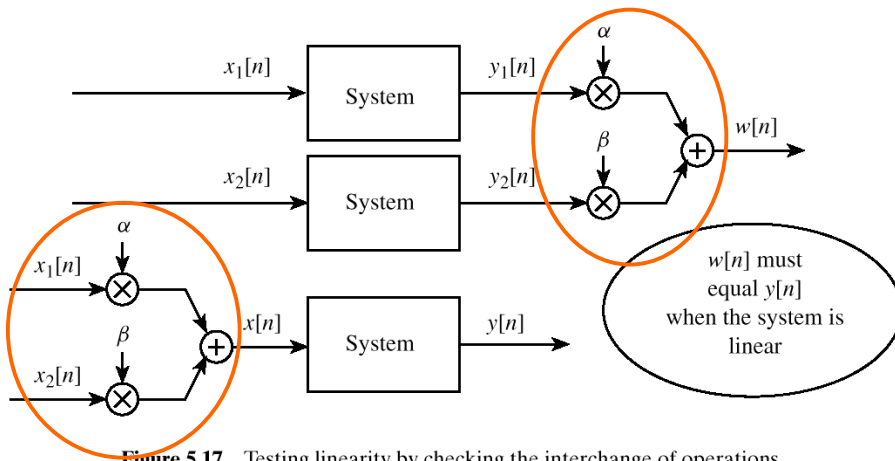 α
x₁[n] System y₁[n] × w[n]
β +
x₂[n] System y₂[n] ×
α
x₁[n] ×
x[n] System y[n]
β +
x₂[n] ×
w[n] must
equal y[n]
when the system is
linear
Figure 5.17 Testing linearity by checking the interchange of operations